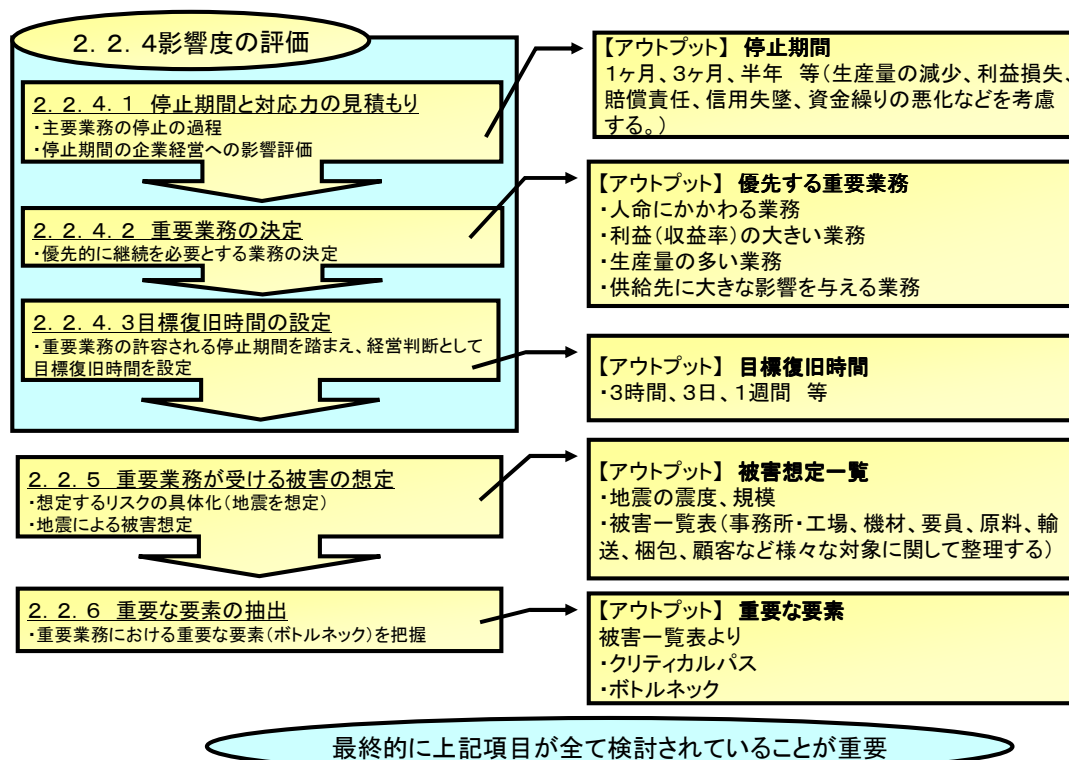 2．2．4影響度の評価
2．2．4．1　停止期間と対応力の見積もり
・主要業務の停止の過程
・停止期間の企業経営への影響評価
【アウトプット】 停止期間
1ヶ月、3ヶ月、半年　等（生産量の減少、利益損失、
賠償責任、信用失墜、資金繰りの悪化などを考慮
する。）
2．2．4．2　重要業務の決定
・優先的に継続を必要とする業務の決定
【アウトプット】 優先する重要業務
・人命にかかわる業務
・利益（収益率）の大きい業務
・生産量の多い業務
・供給先に大きな影響を与える業務
2．2．4．3目標復旧時間の設定
・重要業務の許容される停止期間を踏まえ、経営判断として
目標復旧時間を設定
【アウトプット】 目標復旧時間
・3時間、3日、1週間　等
2．2．5　重要業務が受ける被害の想定
・想定するリスクの具体化（地震を想定）
・地震による被害想定
【アウトプット】 被害想定一覧
・地震の震度、規模
・被害一覧表（事務所・工場、機材、要員、原料、輸
送、梱包、顧客など様々な対象に関して整理する）
2．2．6　重要な要素の抽出
・重要業務における重要な要素（ボトルネック）を把握
【アウトプット】 重要な要素
被害一覧表より
・クリティカルパス
・ボトルネック
最終的に上記項目が全て検討されていることが重要